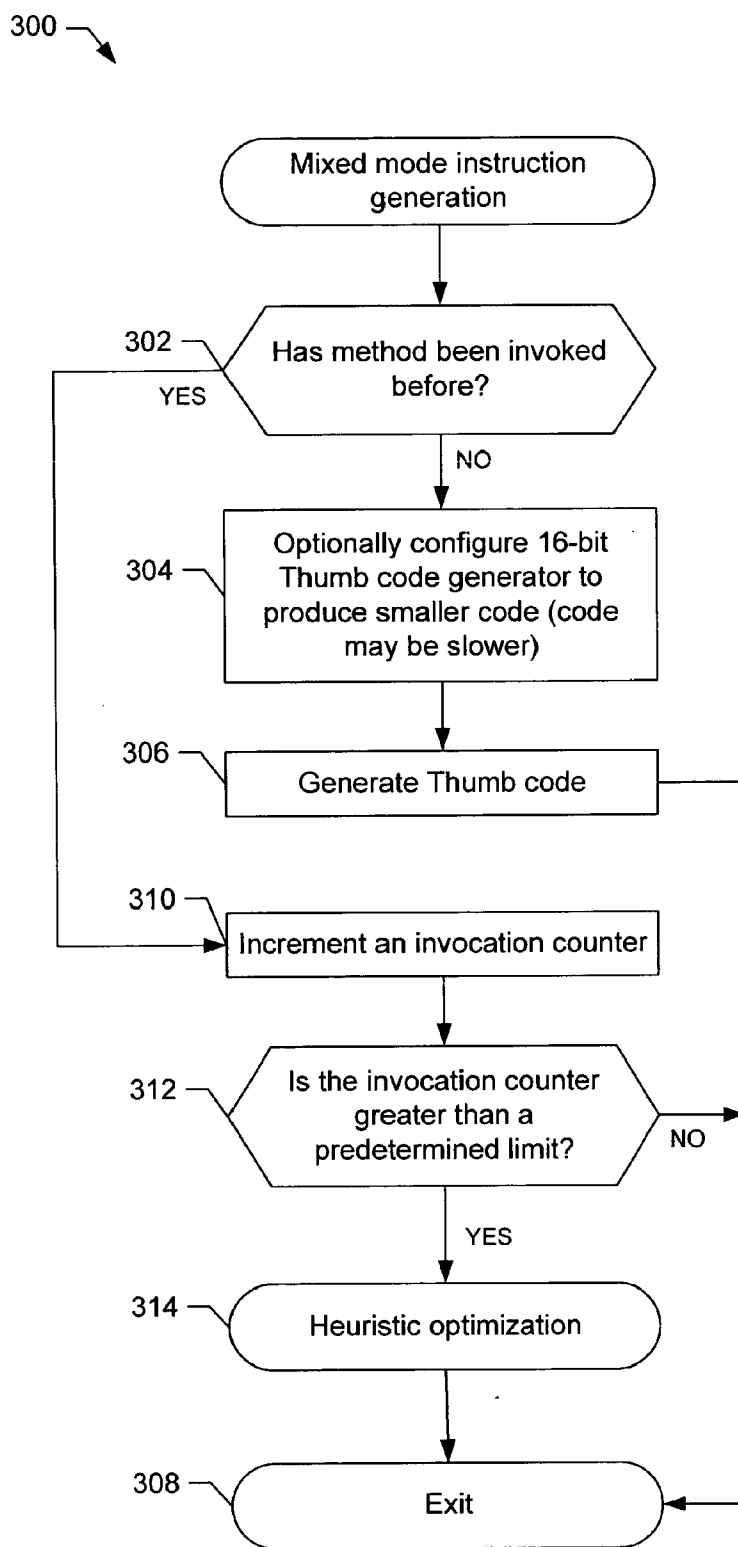 300
Mixed mode instruction
generation
302
Has method been invoked
before?
YES
NO
304
Optionally configure 16-bit
Thumb code generator to
produce smaller code (code
may be slower)
306
Generate Thumb code
310
Increment an invocation counter
312
Is the invocation counter
greater than a
predetermined limit?
NO
YES
314
Heuristic optimization
308
Exit